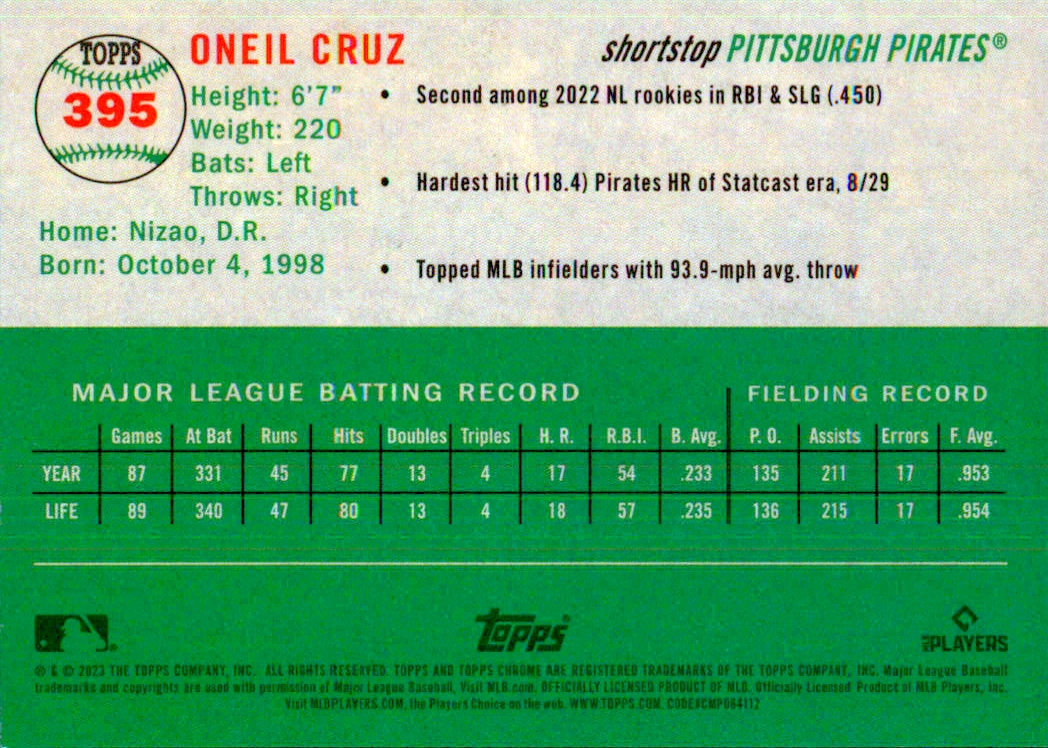 TOPPS
395
ONEIL CRUZ
shortstop PITTSBURGH PIRATES®
Height: 6'7"
Weight: 220
Bats: Left
Throws: Right
Home: Nizao, D.R.
Born: October 4, 1998
• Second among 2022 NL rookies in RBI & SLG (.450)
• Hardest hit (118.4) Pirates HR of Statcast era, 8/29
• Topped MLB infielders with 93.9-mph avg. throw
MAJOR LEAGUE BATTING RECORD FIELDING RECORD
Games At Bat Runs Hits Doubles Triples H. R. R.B.I. B. Avg. P. O. Assists Errors F. Avg.
YEAR 87 331 45 77 13 4 17 54 .233 135 211 17 .953
LIFE 89 340 47 80 13 4 18 57 .235 136 215 17 .954
Topps
MLB PLAYERS
® & © 2023 THE TOPPS COMPANY, INC. ALL RIGHTS RESERVED. TOPPS AND TOPPS CHROME ARE REGISTERED TRADEMARKS OF THE TOPPS COMPANY, INC. Major League Baseball
trademarks and copyrights are used with permission of Major League Baseball. Visit MLB.com. OFFICIALLY LICENSED PRODUCT OF MLB. Officially Licensed Product of MLB Players, Inc.
Visit MLBPLAYERS.COM, the Players Choice on the web. WWW.TOPPS.COM. CODE#CMP084112